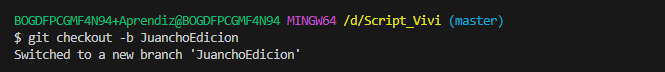 BOGDFPCGMF4N94+Aprendiz@BOGDFPCGMF4N94 MINGW64 /d/Script_Vivi (master)
$ git checkout -b JuanchoEdicion
Switched to a new branch 'JuanchoEdicion'